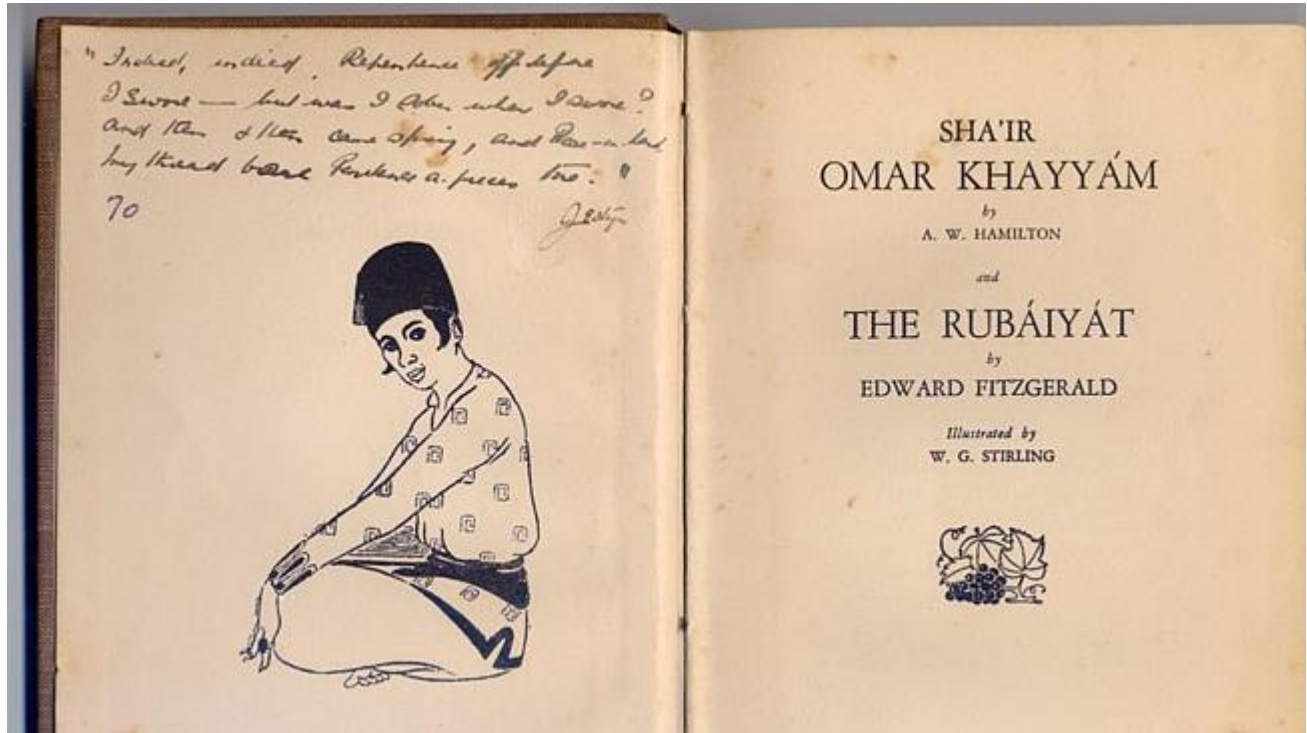 "Indeed, indeed, Repentance oft before
I swore — but was I sober when I swore?
And then & then came Spring, and Rose-in-hand
my thread bare Penitence a-pieces tore."
70
SHA'IR
OMAR KHAYYÁM
by
A. W. HAMILTON
and
THE RUBÁIYÁT
by
EDWARD FITZGERALD
Illustrated by
W. G. STIRLING